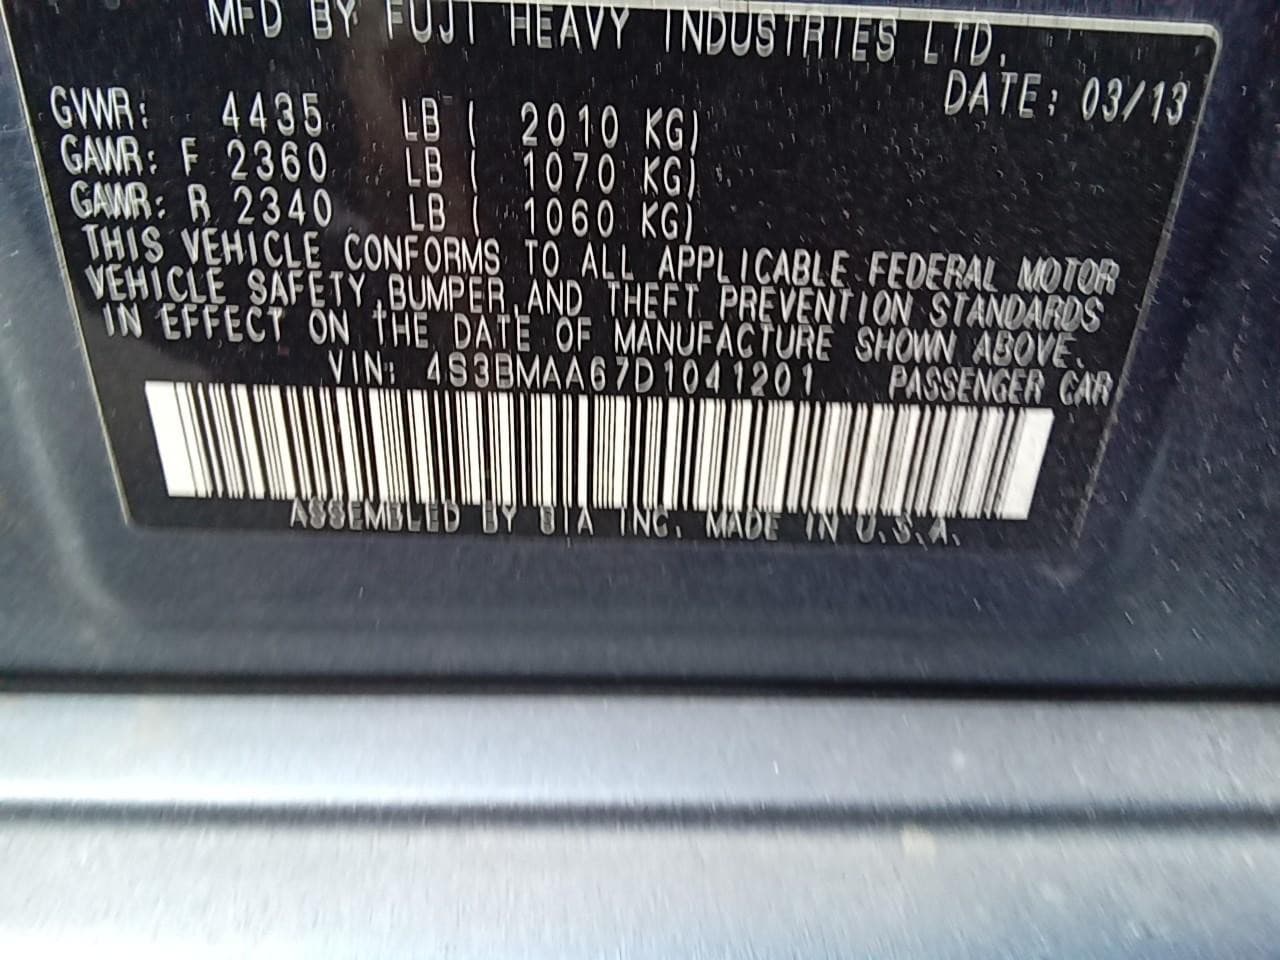 MFD BY FUJI HEAVY INDUSTRIES LTD.
DATE: 03/13
GVWR: 4435 LB ( 2010 KG)
GAWR: F 2360 LB ( 1070 KG)
GAWR: R 2340 LB ( 1060 KG)
THIS VEHICLE CONFORMS TO ALL APPLICABLE FEDERAL MOTOR
VEHICLE SAFETY, BUMPER, AND THEFT PREVENTION STANDARDS
IN EFFECT ON THE DATE OF MANUFACTURE SHOWN ABOVE.
VIN: 4S3BMAA67D1041201 PASSENGER CAR
ASSEMBLED BY SIA INC. MADE IN U.S.A.